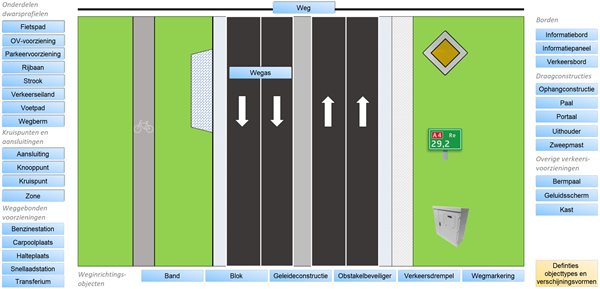 Onderdelen
dwarsprofielen
Fietspad
OV-voorziening
Parkeervoorziening
Rijbaan
Strook
Verkeerseiland
Voetpad
Wegberm
Kruispunten en
aansluitingen
Aansluiting
Knooppunt
Kruispunt
Zone
Weggebonden
voorzieningen
Benzinestation
Carpoolplaats
Halteplaats
Snellaadstation
Transferium
Weg
Wegas
A4 Re
29,2
Borden
Informatiebord
Informatiepaneel
Verkeersbord
Draagconstructies
Ophangconstructie
Paal
Portaal
Uithouder
Zweepmast
Overige verkeers-
voorzieningen
Bermpaal
Geluidsscherm
Kast
Weginrichtings-
objecten
Band
Blok
Geleideconstructie
Obstakelbeveiliger
Verkeersdrempel
Wegmarkering
Definties
objecttypes en
verschijningsvormen